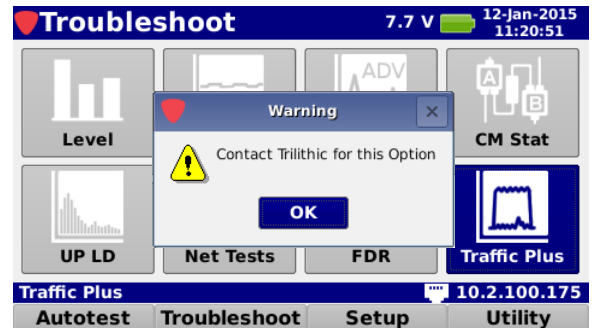 Troubleshoot
7.7 V
12-Jan-2015
11:20:51
ADV
A
B
Level
CM Stat
Warning
Contact Trilithic for this Option
OK
UP LD
Net Tests
FDR
Traffic Plus
Traffic Plus
10.2.100.175
Autotest
Troubleshoot
Setup
Utility